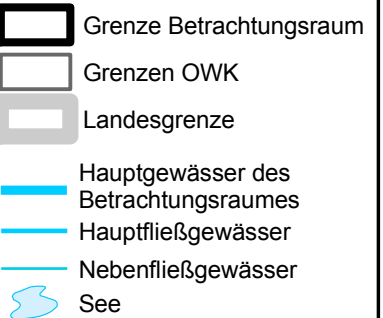 Grenze Betrachtungsraum
Grenzen OWK
Landesgrenze
Hauptgewässer des
Betrachtungsraumes
Hauptfließgewässer
Nebenfließgewässer
See